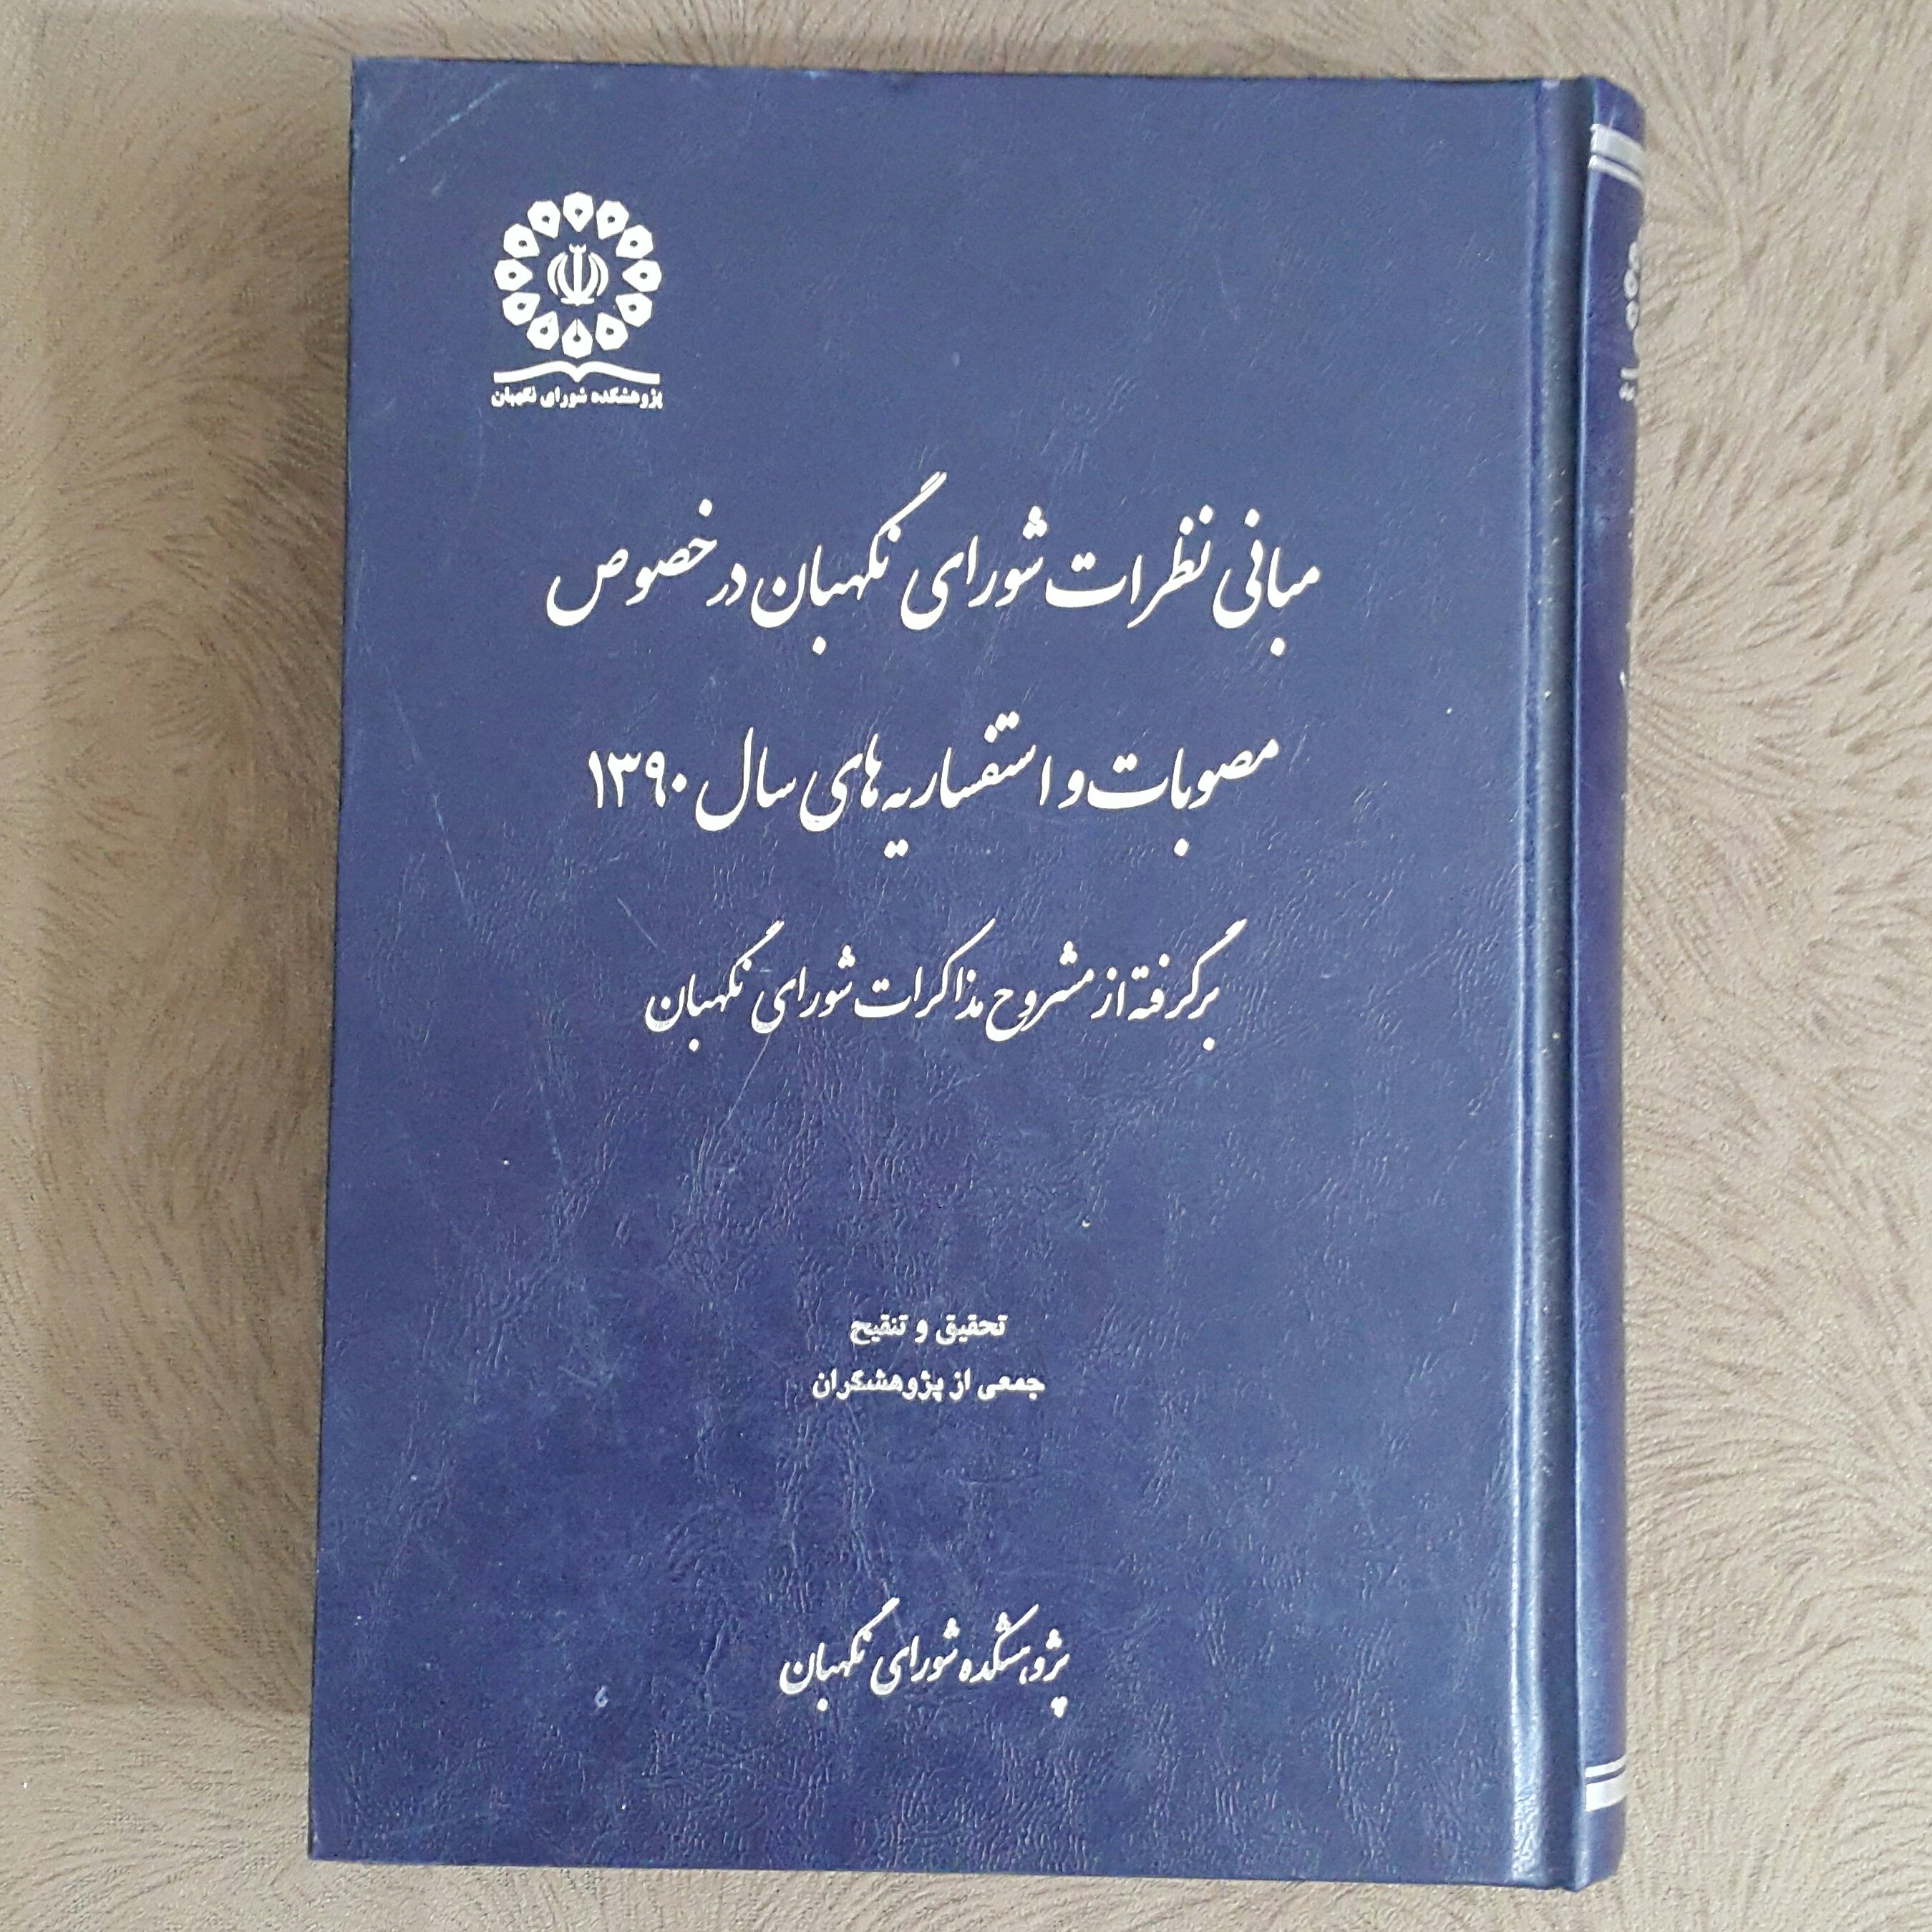 پژوهشکده شورای نگهبان
مبانی نظرات شورای نگهبان در خصوص
مصوبات و استفساریه‌های سال ۱۳۹۰
برگرفته از مشروح مذاکرات شورای نگهبان
تحقیق و تنقیح
جمعی از پژوهشگران
پژوهشکده شورای نگهبان